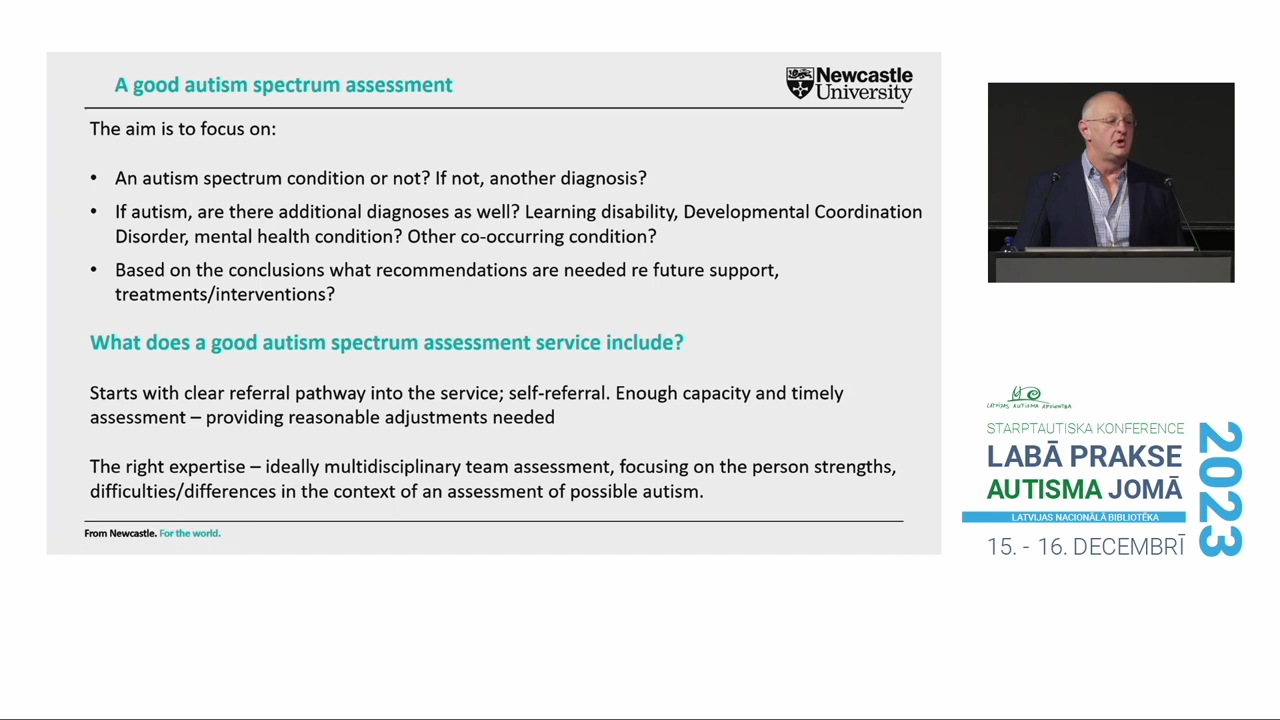 A good autism spectrum assessment
Newcastle
University
The aim is to focus on:
• An autism spectrum condition or not? If not, another diagnosis?
• If autism, are there additional diagnoses as well? Learning disability, Developmental Coordination
Disorder, mental health condition? Other co-occurring condition?
• Based on the conclusions what recommendations are needed re future support,
treatments/interventions?
What does a good autism spectrum assessment service include?
Starts with clear referral pathway into the service; self-referral. Enough capacity and timely
assessment – providing reasonable adjustments needed
The right expertise – ideally multidisciplinary team assessment, focusing on the person strengths,
difficulties/differences in the context of an assessment of possible autism.
From Newcastle. For the world.
LATVIJAS AUTISMA APVIENĪBA
STARPTAUTISKA KONFERENCE
LABĀ PRAKSE
AUTISMA JOMĀ
LATVIJAS NACIONĀLĀ BIBLIOTĒKA
15. - 16. DECEMBRĪ
2023